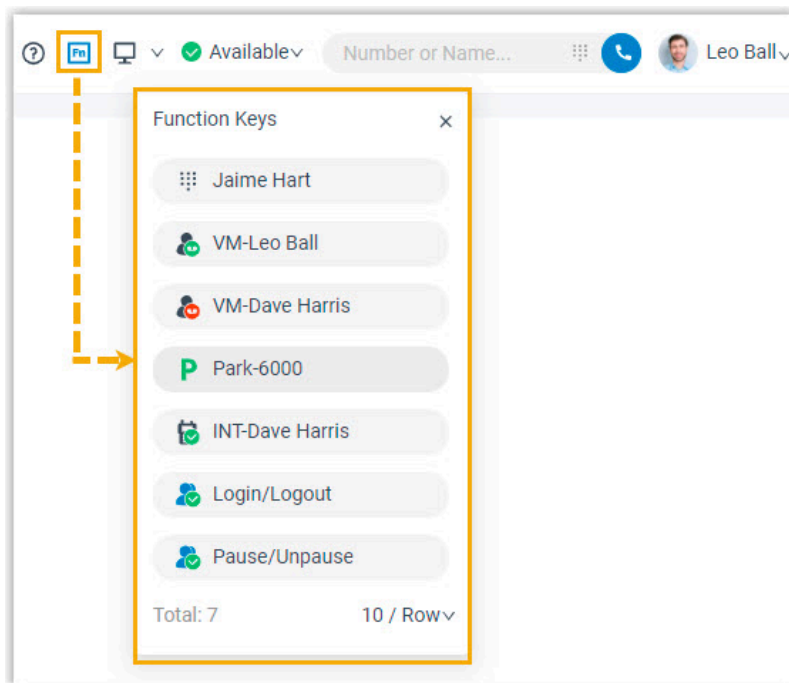 ? Fn Available Number or Name... Leo Ball
Function Keys
Jaime Hart
VM-Leo Ball
VM-Dave Harris
P Park-6000
INT-Dave Harris
Login/Logout
Pause/Unpause
Total: 7 10 / Row